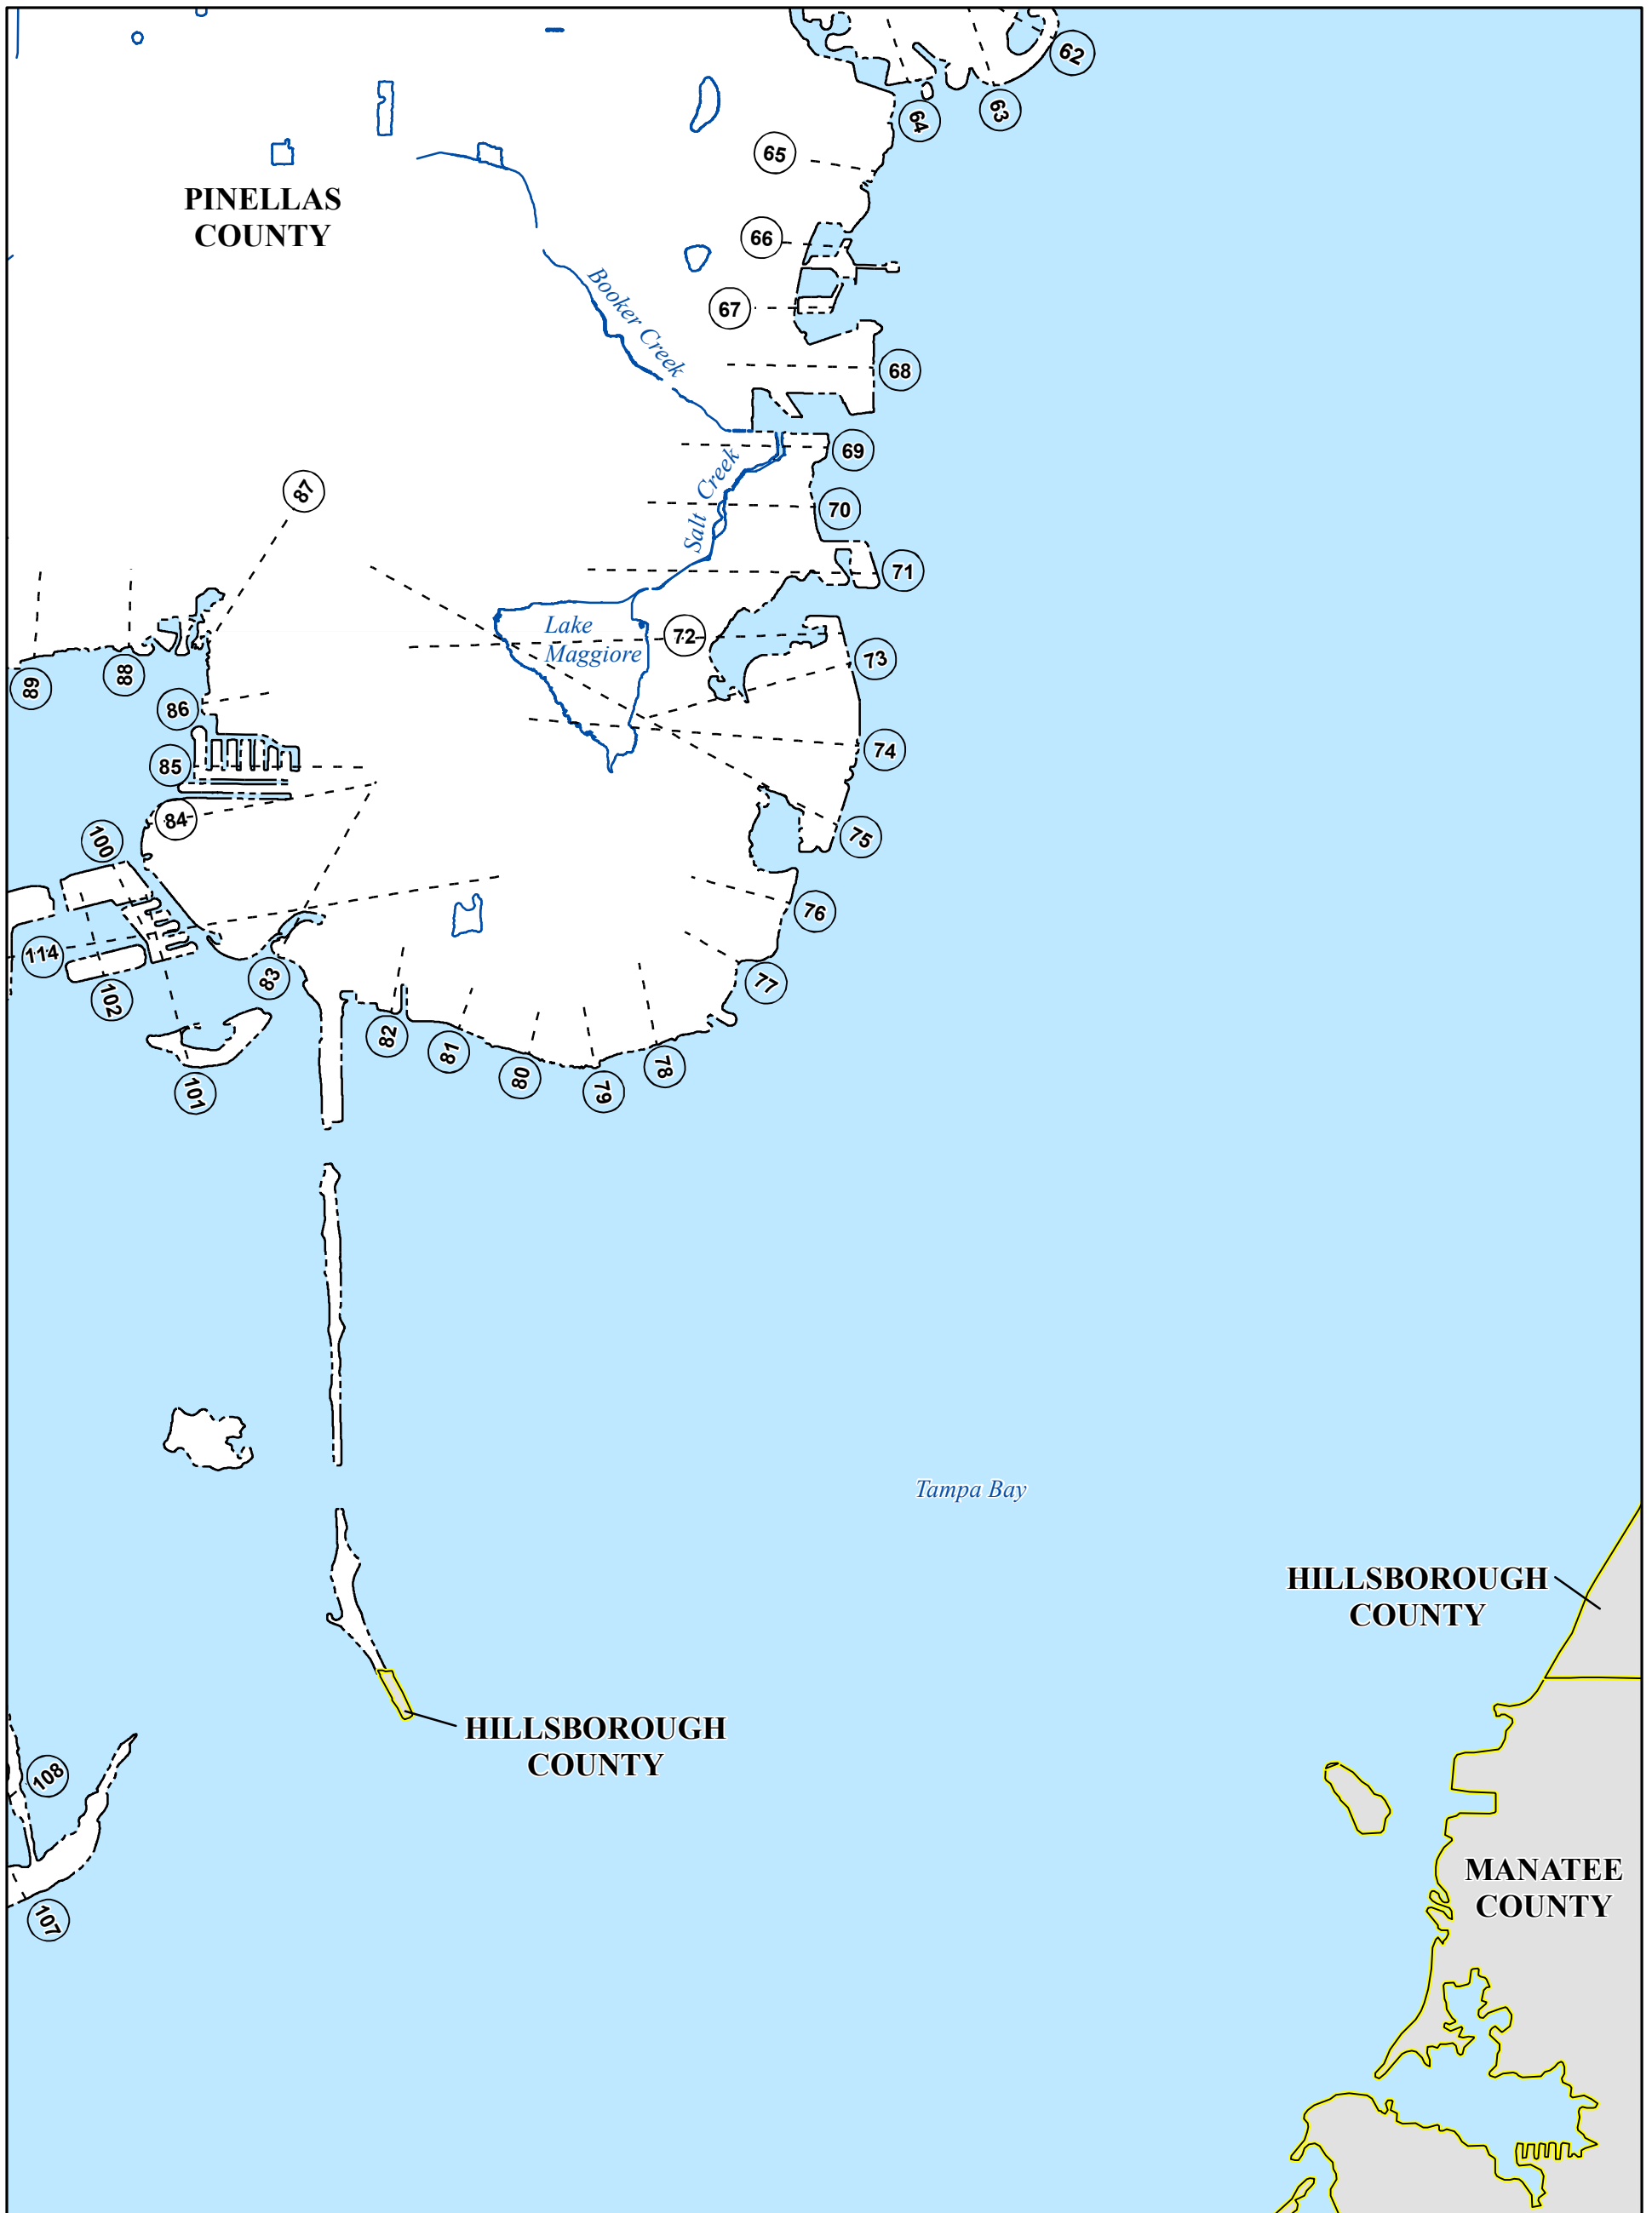 62
63
64
65
PINELLAS
COUNTY
66
Booker Creek
67
68
69
Salt Creek
87
70
71
Lake
Maggiore
72
73
89
88
86
74
85
84
75
100
76
114
83
77
102
82
81
78
80
79
101
Tampa Bay
HILLSBOROUGH
COUNTY
HILLSBOROUGH
COUNTY
108
MANATEE
COUNTY
107